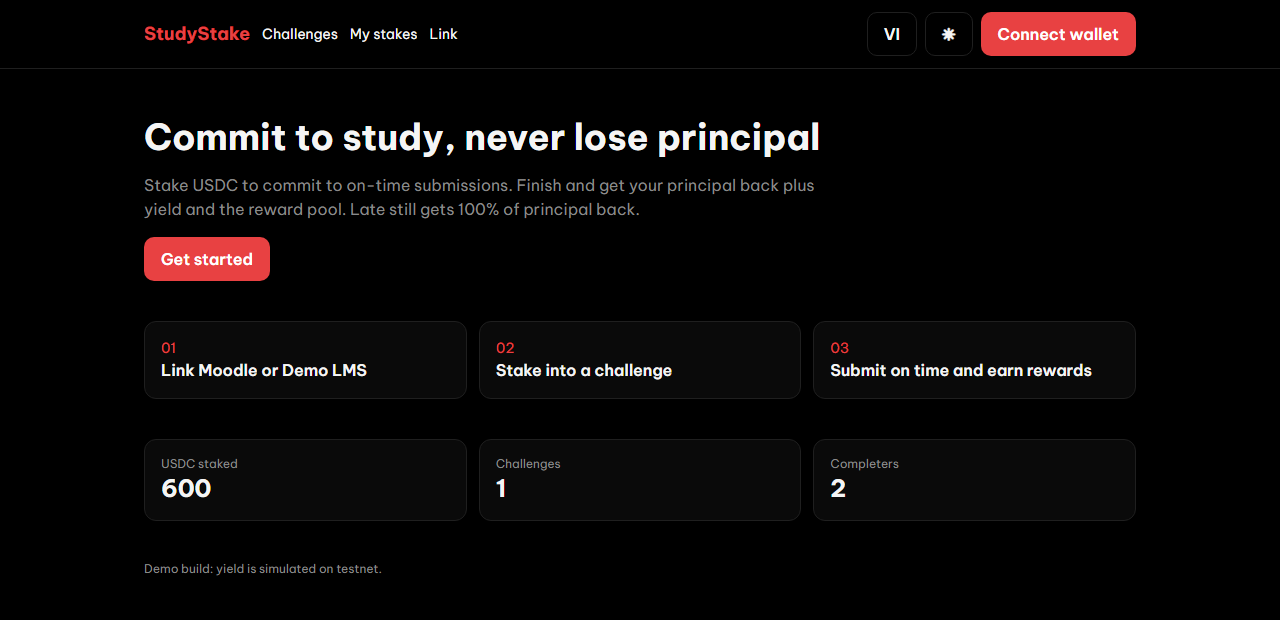 StudyStake Challenges My stakes Link VI Connect wallet
Commit to study, never lose principal
Stake USDC to commit to on-time submissions. Finish and get your principal back plus
yield and the reward pool. Late still gets 100% of principal back.
Get started
01
Link Moodle or Demo LMS
02
Stake into a challenge
03
Submit on time and earn rewards
USDC staked
600
Challenges
1
Completers
2
Demo build: yield is simulated on testnet.